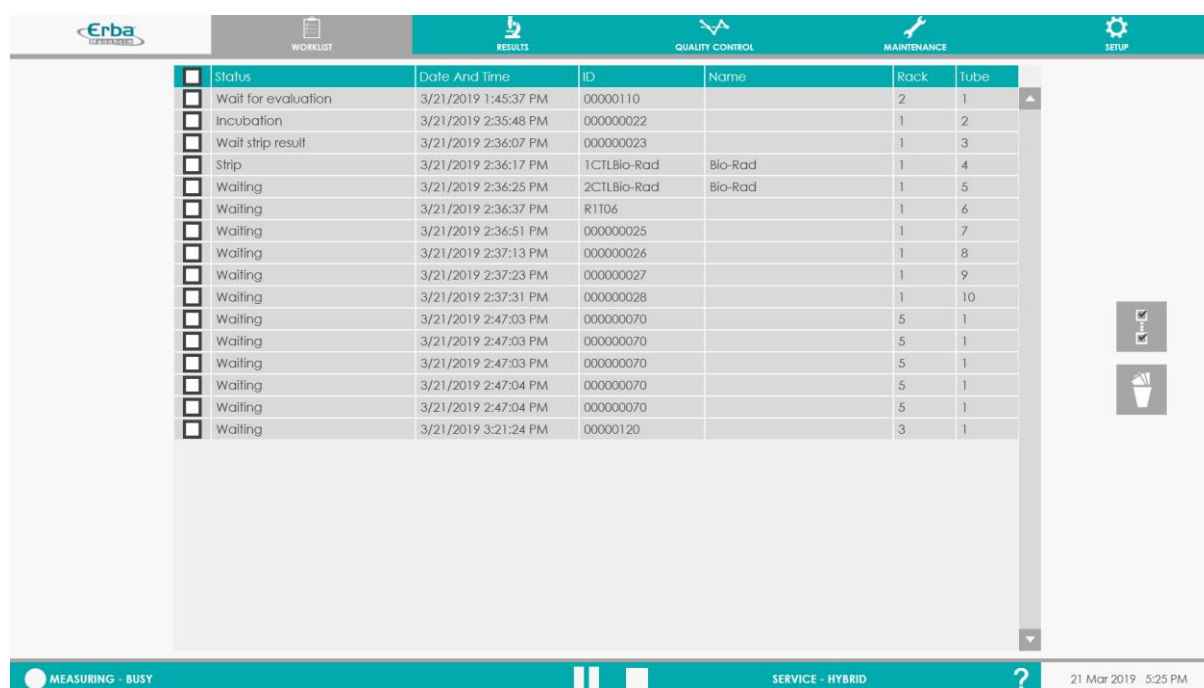 Erba
Mannheim
WORKLIST
RESULTS
QUALITY CONTROL
MAINTENANCE
SETUP
Status Date And Time ID Name Rack Tube
Wait for evaluation 3/21/2019 1:45:37 PM 00000110 2 1
Incubation 3/21/2019 2:35:48 PM 000000022 1 2
Wait strip result 3/21/2019 2:36:07 PM 000000023 1 3
Strip 3/21/2019 2:36:17 PM 1CTLBio-Rad Bio-Rad 1 4
Waiting 3/21/2019 2:36:25 PM 2CTLBio-Rad Bio-Rad 1 5
Waiting 3/21/2019 2:36:37 PM R1T06 1 6
Waiting 3/21/2019 2:36:51 PM 000000025 1 7
Waiting 3/21/2019 2:37:13 PM 000000026 1 8
Waiting 3/21/2019 2:37:23 PM 000000027 1 9
Waiting 3/21/2019 2:37:31 PM 000000028 1 10
Waiting 3/21/2019 2:47:03 PM 000000070 5 1
Waiting 3/21/2019 2:47:03 PM 000000070 5 1
Waiting 3/21/2019 2:47:03 PM 000000070 5 1
Waiting 3/21/2019 2:47:04 PM 000000070 5 1
Waiting 3/21/2019 2:47:04 PM 000000070 5 1
Waiting 3/21/2019 3:21:24 PM 00000120 3 1
MEASURING - BUSY SERVICE - HYBRID ? 21 Mar 2019 5:25 PM